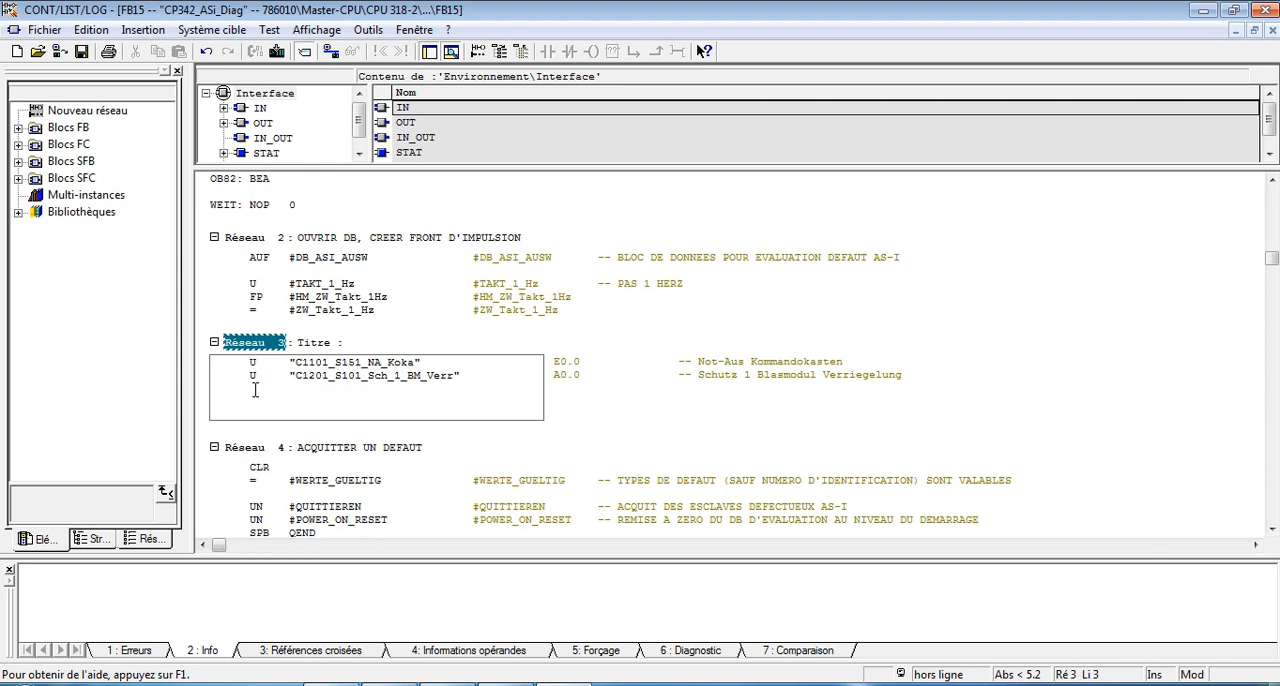 CONT/LIST/LOG - [FB15 -- "CP342_ASi_Diag" -- 786010\Master-CPU\CPU 318-2\...\FB15]
Fichier Edition Insertion Système cible Test Affichage Outils Fenêtre ?
Nouveau réseau
Blocs FB
Blocs FC
Blocs SFB
Blocs SFC
Multi-instances
Bibliothèques
Elé... Str... Rés...
Contenu de :'Environnement\Interface'
Interface
IN
OUT
IN_OUT
STAT
Nom
IN
OUT
IN_OUT
STAT
OB82: BEA
WEIT: NOP 0
Réseau 2 : OUVRIR DB, CREER FRONT D'IMPULSION
AUF #DB_ASI_AUSW #DB_ASI_AUSW -- BLOC DE DONNEES POUR EVALUATION DEFAUT AS-I
U #TAKT_1_Hz #TAKT_1_Hz -- PAS 1 HERZ
FP #HM_ZW_Takt_1Hz #HM_ZW_Takt_1Hz
= #ZW_Takt_1_Hz #ZW_Takt_1_Hz
Réseau 3 : Titre :
U "C1101_S151_NA_Koka" E0.0 -- Not-Aus Kommandokasten
U "C1201_S101_Sch_1_BM_Verr" A0.0 -- Schutz 1 Blasmodul Verriegelung
Réseau 4 : ACQUITTER UN DEFAUT
CLR
= #WERTE_GUELTIG #WERTE_GUELTIG -- TYPES DE DEFAUT (SAUF NUMERO D'IDENTIFICATION) SONT VALABLES
UN #QUITTIEREN #QUITTIEREN -- ACQUIT DES ESCLAVES DEFECTUEUX AS-I
UN #POWER_ON_RESET #POWER_ON_RESET -- REMISE A ZERO DU DB D'EVALUATION AU NIVEAU DU DEMARRAGE
SPB QEND
1 : Erreurs 2 : Info 3: Références croisées 4: Informations opérandes 5: Forçage 6 : Diagnostic 7 : Comparaison
Pour obtenir de l'aide, appuyez sur F1. hors ligne Abs < 5.2 Ré 3 Li 3 Ins Mod